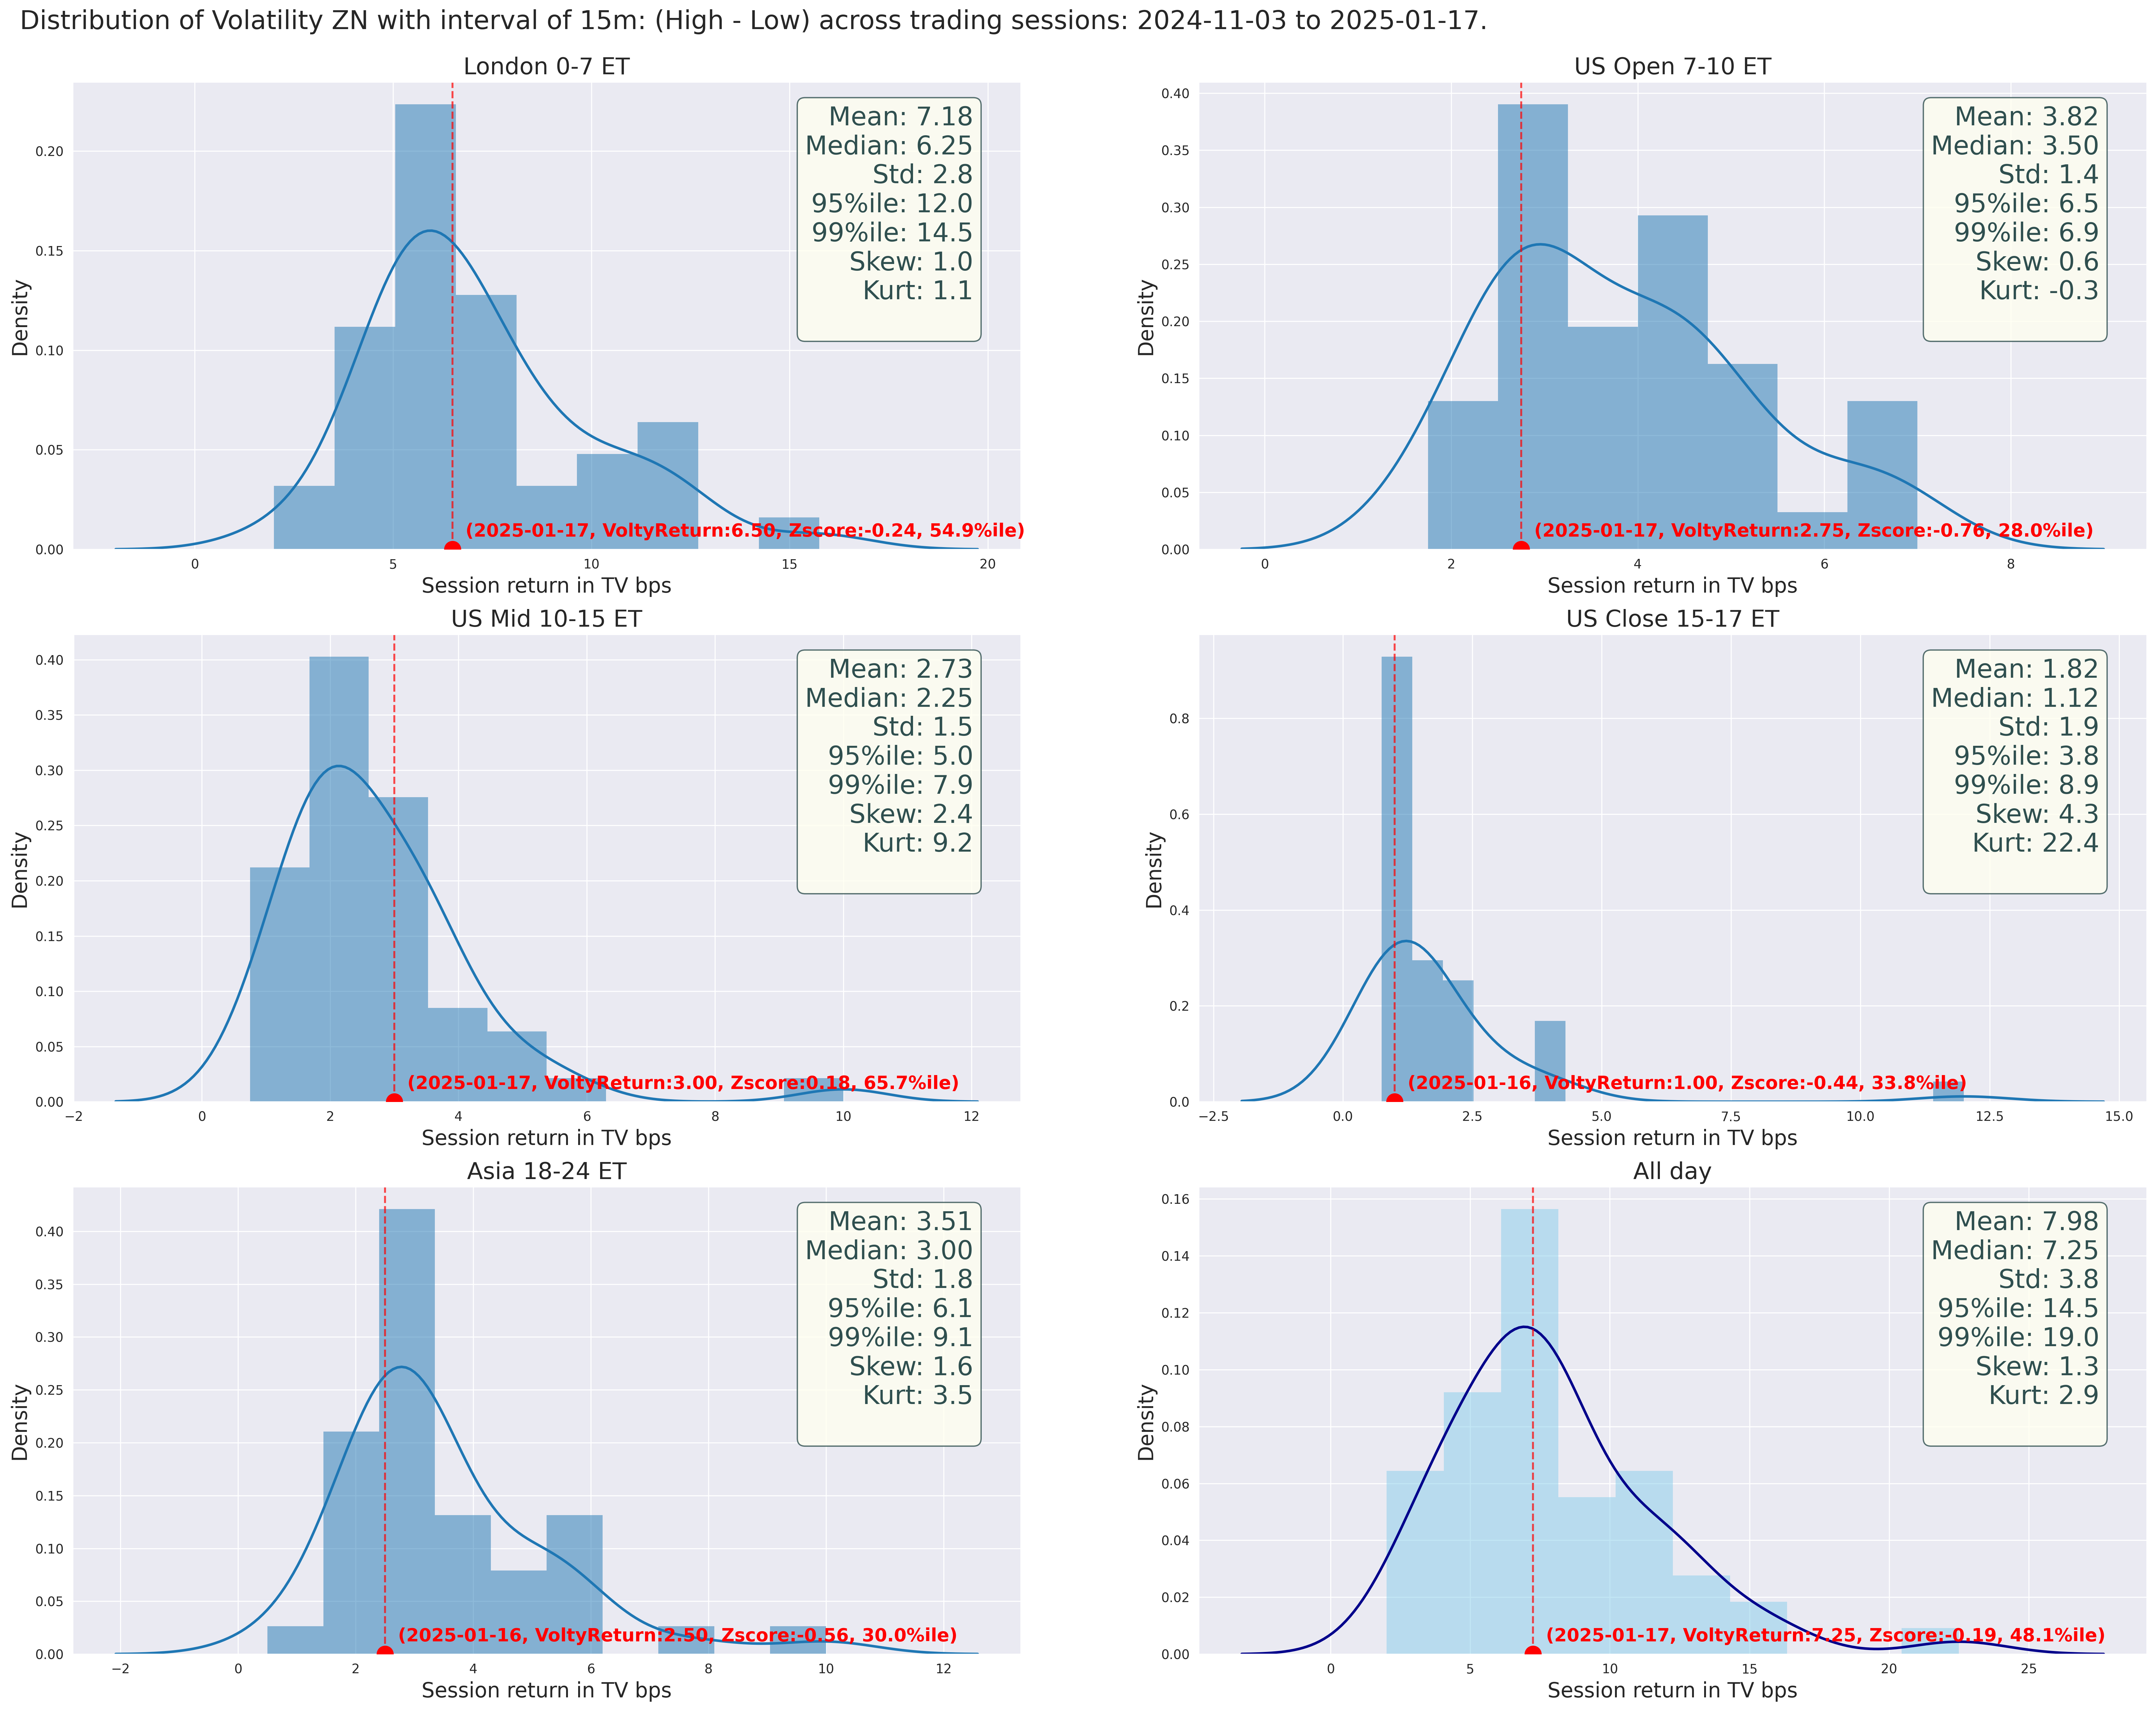 Distribution of Volatility ZN with interval of 15m: (High - Low) across trading sessions: 2024-11-03 to 2025-01-17.
London 0-7 ET
Density
0.20
0.15
0.10
0.05
0.00
Mean: 7.18
Median: 6.25
Std: 2.8
95%ile: 12.0
99%ile: 14.5
Skew: 1.0
Kurt: 1.1
(2025-01-17, VoltyReturn:6.50, Zscore:-0.24, 54.9%ile)
0 5 10 15 20
Session return in TV bps
US Open 7-10 ET
Density
0.40
0.35
0.30
0.25
0.20
0.15
0.10
0.05
0.00
Mean: 3.82
Median: 3.50
Std: 1.4
95%ile: 6.5
99%ile: 6.9
Skew: 0.6
Kurt: -0.3
(2025-01-17, VoltyReturn:2.75, Zscore:-0.76, 28.0%ile)
0 2 4 6 8
Session return in TV bps
US Mid 10-15 ET
Density
0.40
0.35
0.30
0.25
0.20
0.15
0.10
0.05
0.00
Mean: 2.73
Median: 2.25
Std: 1.5
95%ile: 5.0
99%ile: 7.9
Skew: 2.4
Kurt: 9.2
(2025-01-17, VoltyReturn:3.00, Zscore:0.18, 65.7%ile)
−2 0 2 4 6 8 10 12
Session return in TV bps
US Close 15-17 ET
Density
0.8
0.6
0.4
0.2
0.0
Mean: 1.82
Median: 1.12
Std: 1.9
95%ile: 3.8
99%ile: 8.9
Skew: 4.3
Kurt: 22.4
(2025-01-16, VoltyReturn:1.00, Zscore:-0.44, 33.8%ile)
−2.5 0.0 2.5 5.0 7.5 10.0 12.5 15.0
Session return in TV bps
Asia 18-24 ET
Density
0.40
0.35
0.30
0.25
0.20
0.15
0.10
0.05
0.00
Mean: 3.51
Median: 3.00
Std: 1.8
95%ile: 6.1
99%ile: 9.1
Skew: 1.6
Kurt: 3.5
(2025-01-16, VoltyReturn:2.50, Zscore:-0.56, 30.0%ile)
−2 0 2 4 6 8 10 12
Session return in TV bps
All day
Density
0.16
0.14
0.12
0.10
0.08
0.06
0.04
0.02
0.00
Mean: 7.98
Median: 7.25
Std: 3.8
95%ile: 14.5
99%ile: 19.0
Skew: 1.3
Kurt: 2.9
(2025-01-17, VoltyReturn:7.25, Zscore:-0.19, 48.1%ile)
0 5 10 15 20 25
Session return in TV bps